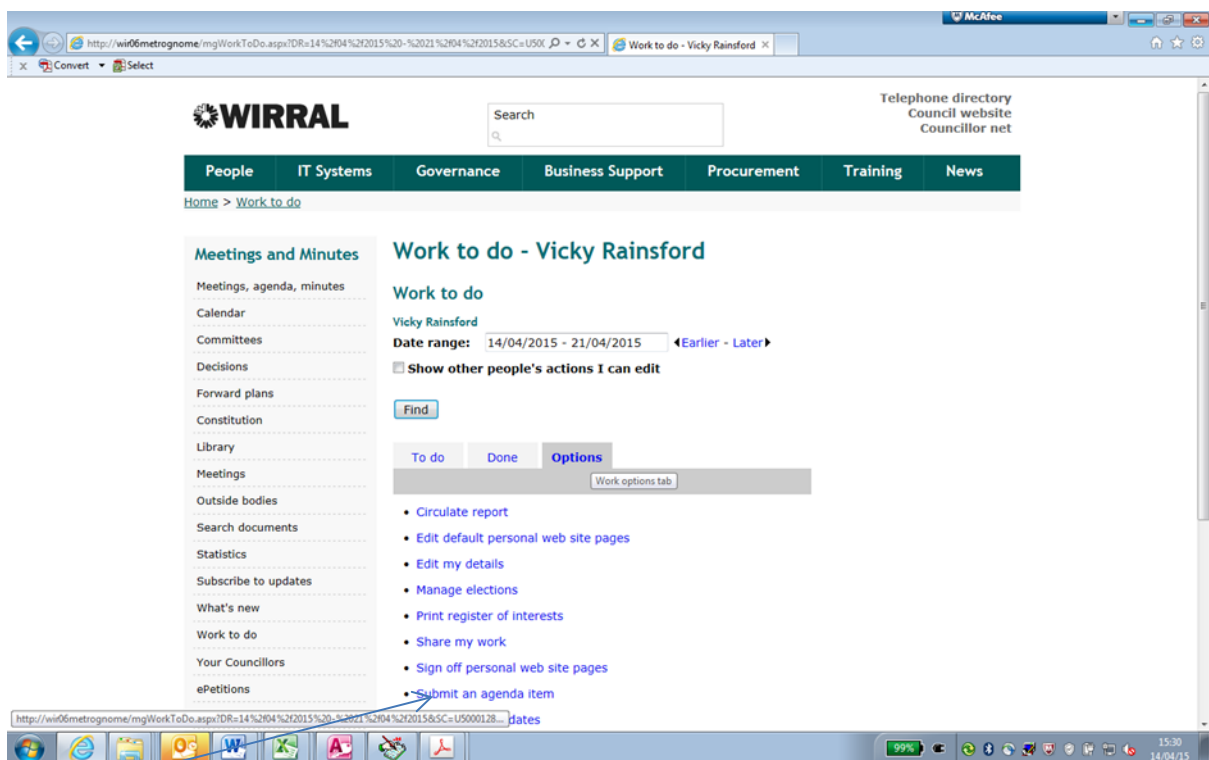 McAfee
http://wir06metrognome/mgWorkToDo.aspx?DR=14%2f04%2f2015%20-%2021%2f04%2f2015&SC=U500
Work to do - Vicky Rainsford
x Convert Select
WIRRAL
Search
Telephone directory
Council website
Councillor net
People IT Systems Governance Business Support Procurement Training News
Home > Work to do
Meetings and Minutes
Meetings, agenda, minutes
Calendar
Committees
Decisions
Forward plans
Constitution
Library
Meetings
Outside bodies
Search documents
Statistics
Subscribe to updates
What's new
Work to do
Your Councillors
ePetitions
Work to do - Vicky Rainsford
Work to do
Vicky Rainsford
Date range: 14/04/2015 - 21/04/2015 Earlier - Later
Show other people's actions I can edit
Find
To do Done Options
Work options tab
• Circulate report
• Edit default personal web site pages
• Edit my details
• Manage elections
• Print register of interests
• Share my work
• Sign off personal web site pages
• Submit an agenda item
dates
http://wir06metrognome/mgWorkToDo.aspx?DR=14%2f04%2f2015%20-%2021%2f04%2f2015&SC=U5000128...
99%
15:30
14/04/15